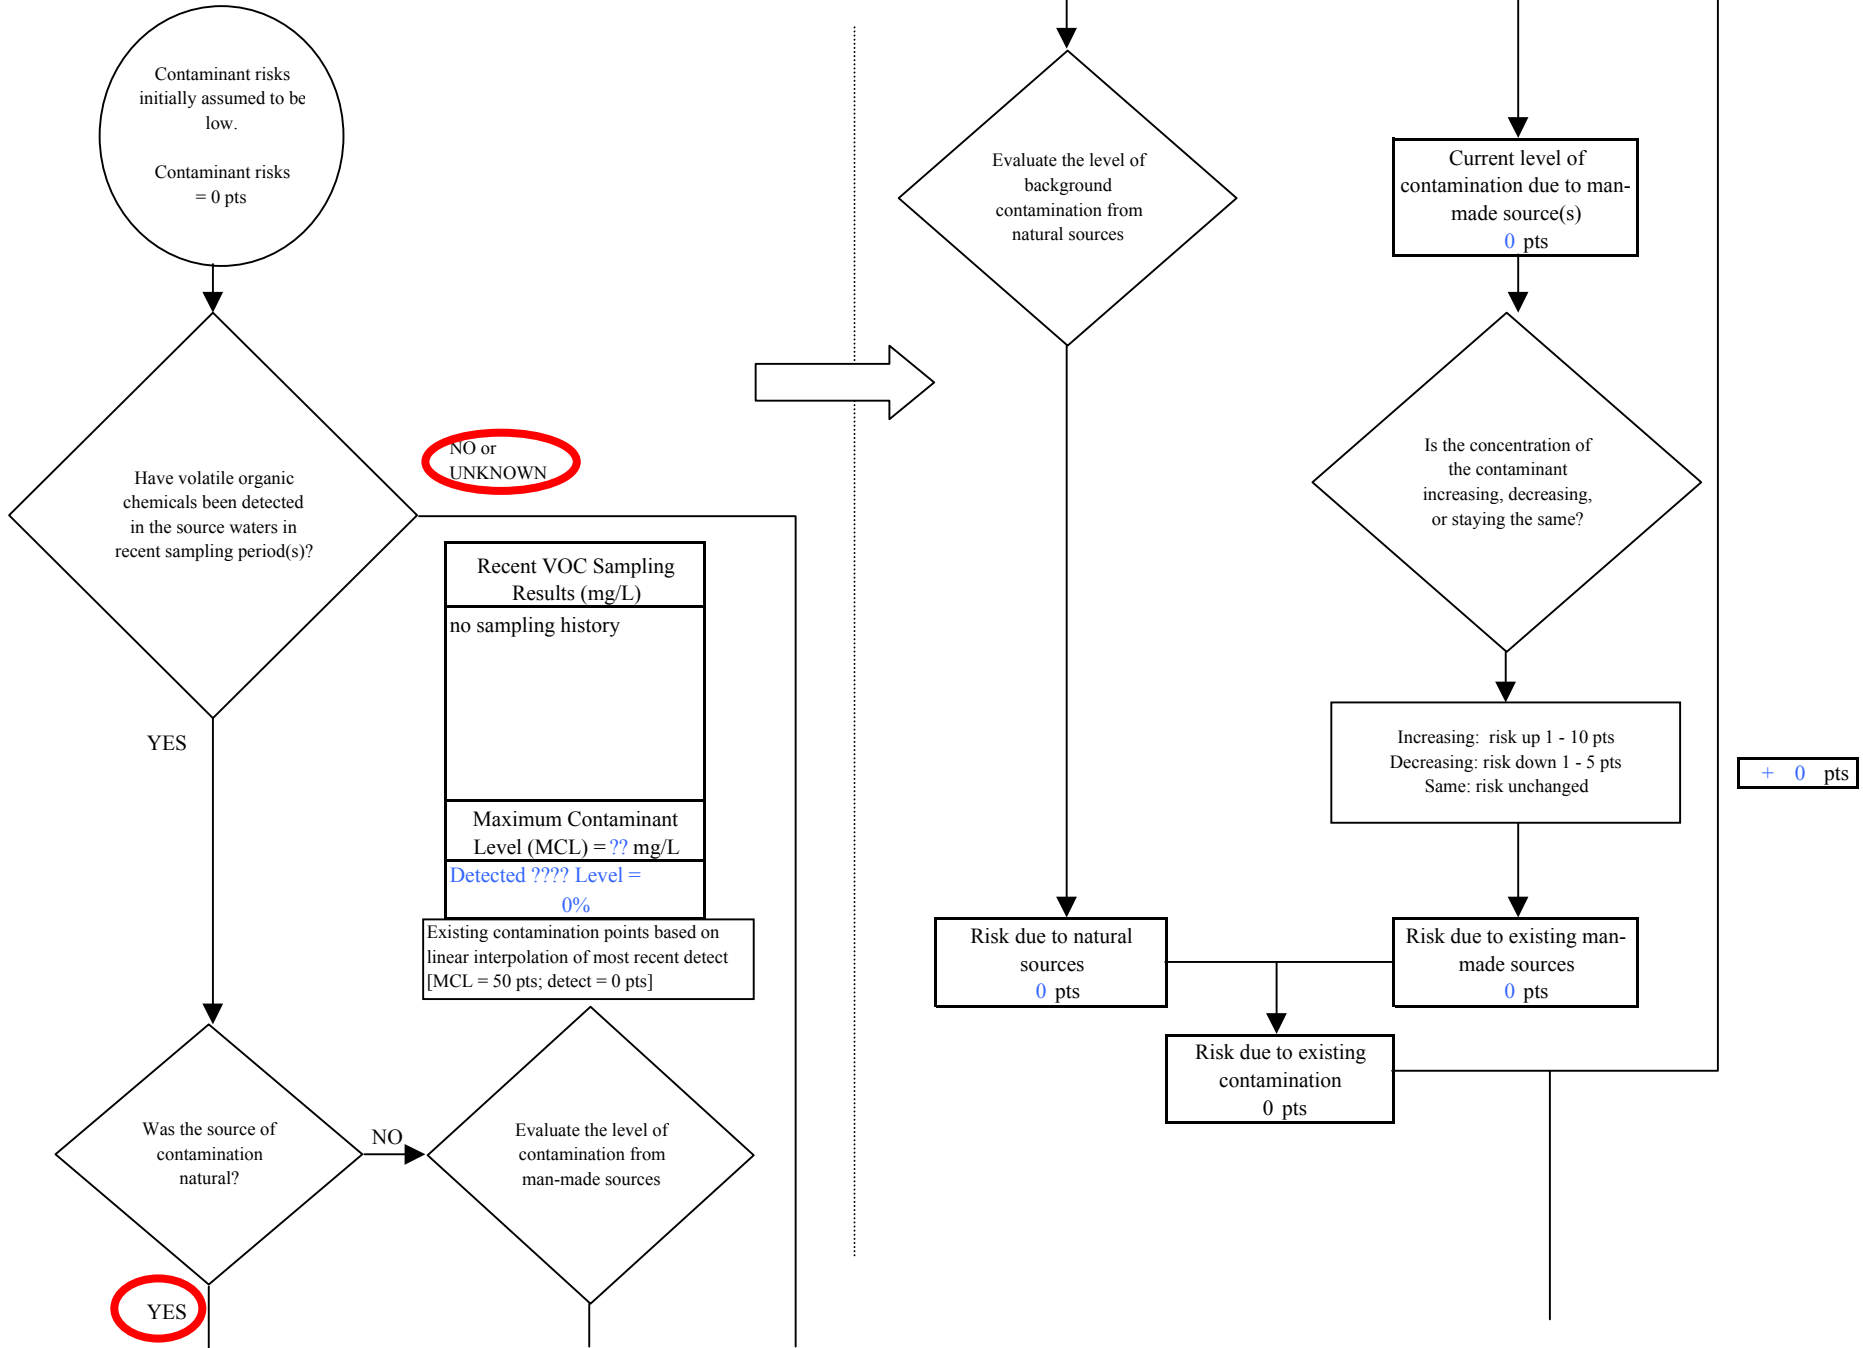 Contaminant risks
initially assumed to be
low.
Contaminant risks
= 0 pts
Have volatile organic
chemicals been detected
in the source waters in
recent sampling period(s)?
NO or
UNKNOWN
YES
Recent VOC Sampling
Results (mg/L)
no sampling history
Maximum Contaminant
Level (MCL) = ?? mg/L
Detected ???? Level =
0%
Existing contamination points based on
linear interpolation of most recent detect
[MCL = 50 pts; detect = 0 pts]
Was the source of
contamination
natural?
NO
Evaluate the level of
contamination from
man-made sources
YES
Evaluate the level of
background
contamination from
natural sources
Current level of
contamination due to man-
made source(s)
0 pts
Is the concentration of
the contaminant
increasing, decreasing,
or staying the same?
Increasing: risk up 1 - 10 pts
Decreasing: risk down 1 - 5 pts
Same: risk unchanged
+ 0 pts
Risk due to natural
sources
0 pts
Risk due to existing man-
made sources
0 pts
Risk due to existing
contamination
0 pts